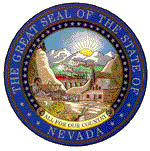 THE GREAT SEAL OF THE STATE OF
NEVADA
ALL FOR OUR COUNTRY